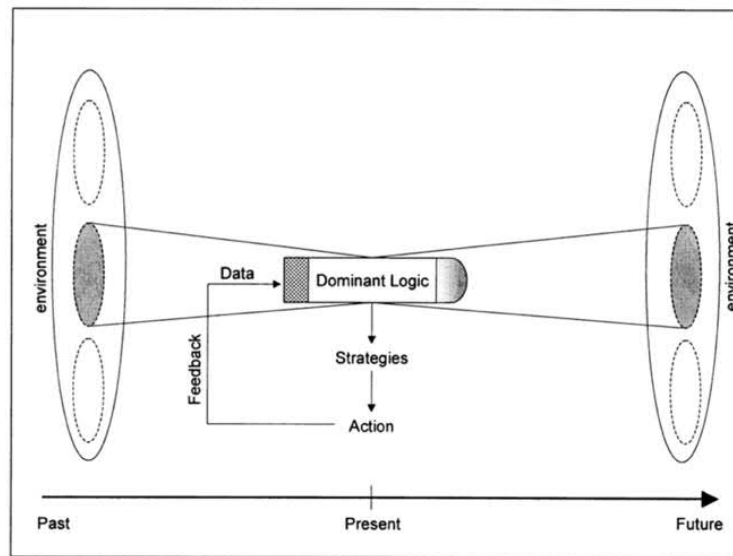 environment
Data
Dominant Logic
environment
Feedback
Strategies
Action
Past
Present
Future